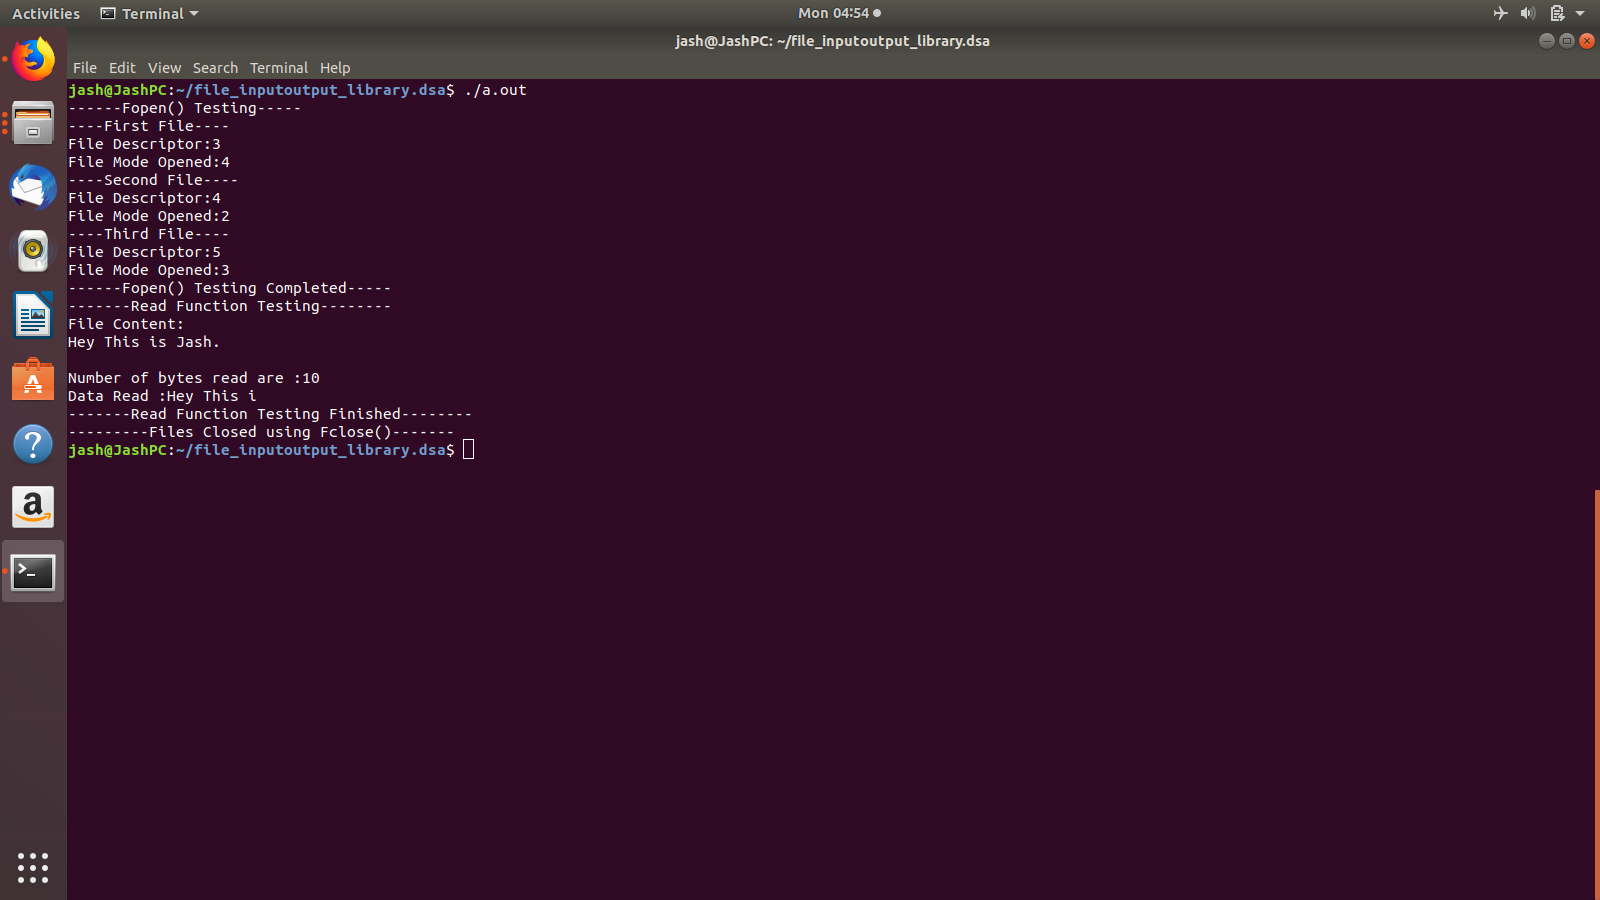 Activities Terminal Mon 04:54
jash@JashPC: ~/file_inputoutput_library.dsa
File Edit View Search Terminal Help
jash@JashPC:~/file_inputoutput_library.dsa$ ./a.out
------Fopen() Testing-----
----First File----
File Descriptor:3
File Mode Opened:4
----Second File----
File Descriptor:4
File Mode Opened:2
----Third File----
File Descriptor:5
File Mode Opened:3
------Fopen() Testing Completed-----
-------Read Function Testing--------
File Content:
Hey This is Jash.

Number of bytes read are :10
Data Read :Hey This i
-------Read Function Testing Finished--------
---------Files Closed using Fclose()-------
jash@JashPC:~/file_inputoutput_library.dsa$